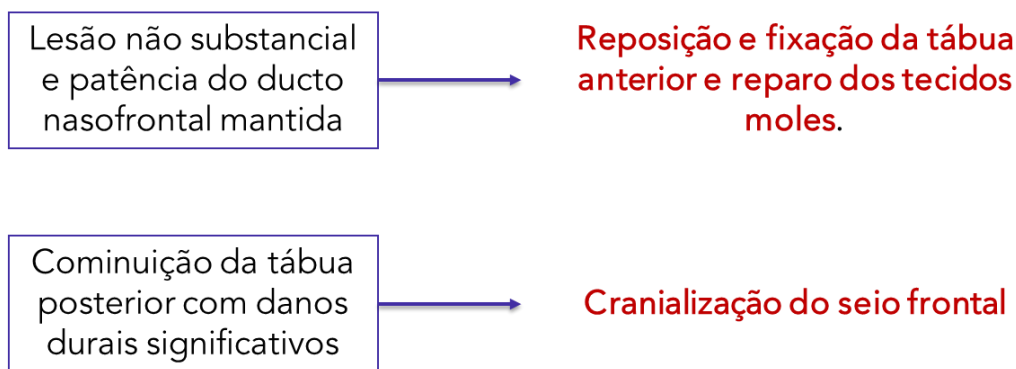 Lesão não substancial
e patência do ducto
nasofrontal mantida
Reposição e fixação da tábua
anterior e reparo dos tecidos
moles.
Cominuição da tábua
posterior com danos
durais significativos
Cranialização do seio frontal